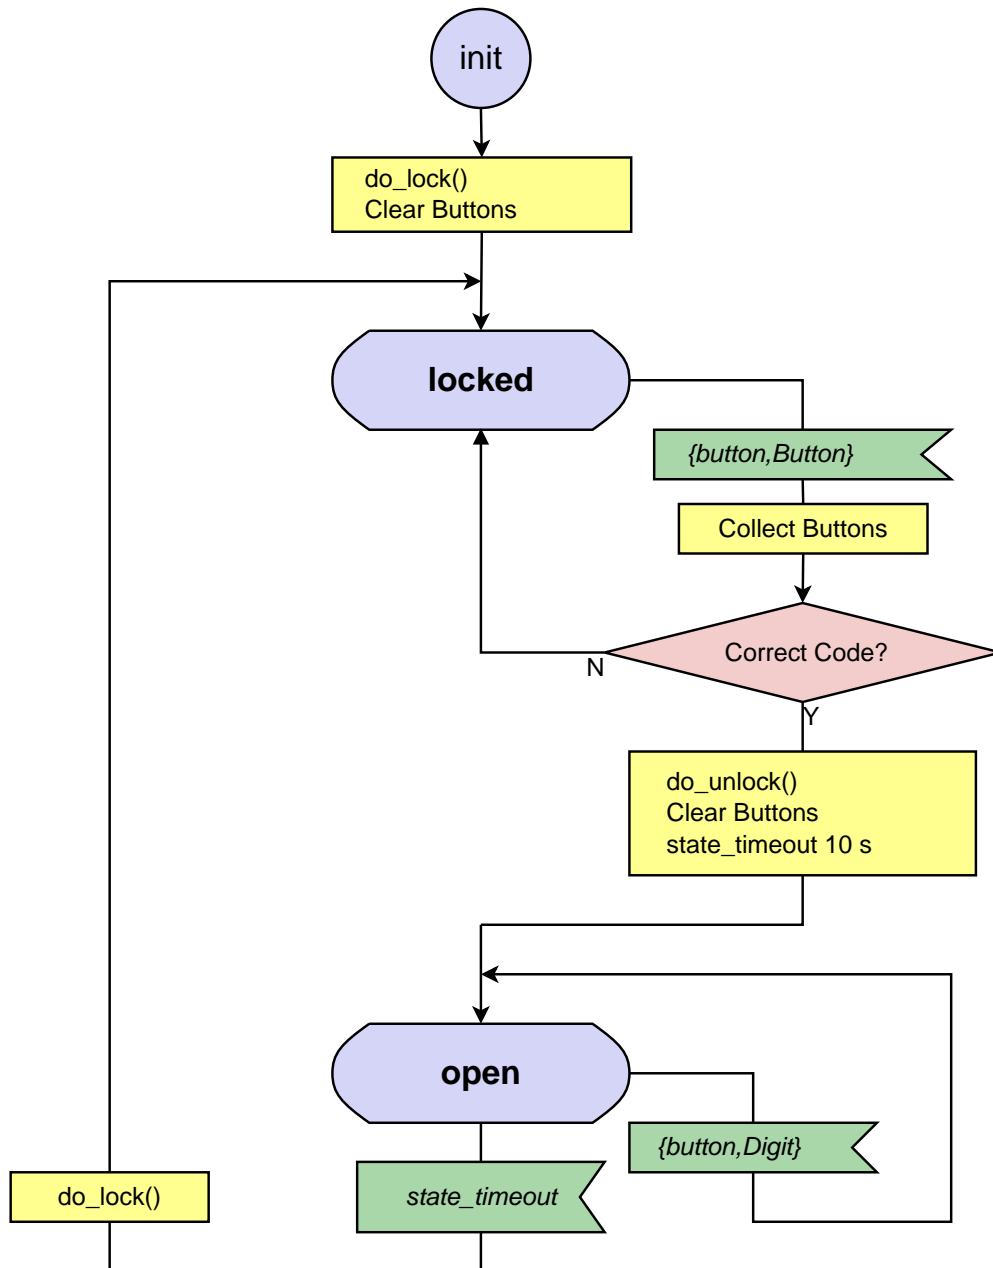 init
do_lock()
Clear Buttons
locked
{button,Button}
Collect Buttons
Correct Code?
N
Y
do_unlock()
Clear Buttons
state_timeout 10 s
open
{button,Digit}
do_lock()
state_timeout